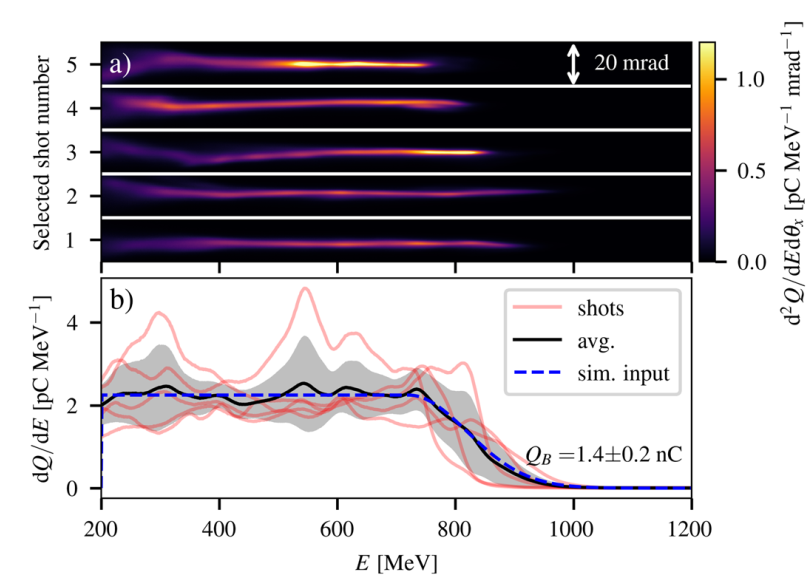 a)
20 mrad
Selected shot number
5
4
3
2
1
1.0
0.5
0.0
d²Q/dEdθₓ [pC MeV⁻¹ mrad⁻¹]
b)
shots
avg.
sim. input
Q_B =1.4±0.2 nC
dQ/dE [pC MeV⁻¹]
4
2
0
200 400 600 800 1000 1200
E [MeV]